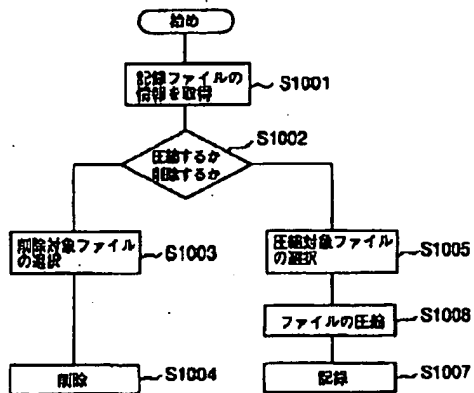 始め
記録ファイルの
情報を取得
S1001
圧縮するか
削除するか
S1002
削除対象ファイル
の選択
S1003
圧縮対象ファイル
の選択
S1005
ファイルの圧縮
S1008
削除
S1004
記録
S1007